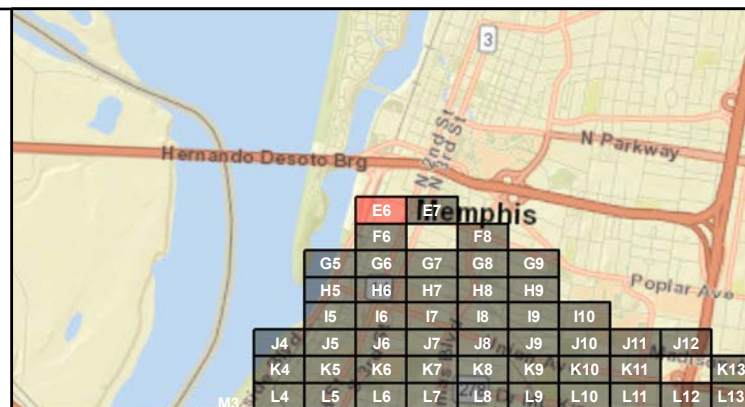 3
N 2nd St
N 3rd St
N Parkway
Hernando Desoto Brg
E6 E7
Memphis
F6 F8
G5 G6 G7 G8 G9
Poplar Ave
H5 H6 H7 H8 H9
I5 I6 I7 I8 I9 I10
J4 J5 J6 J7 J8 J9 J10 J11 J12
K4 K5 K6 K7 K8 K9 K10 K11 K13
M3 L4 L5 L6 L7 L8 L9 L10 L11 L12 L13